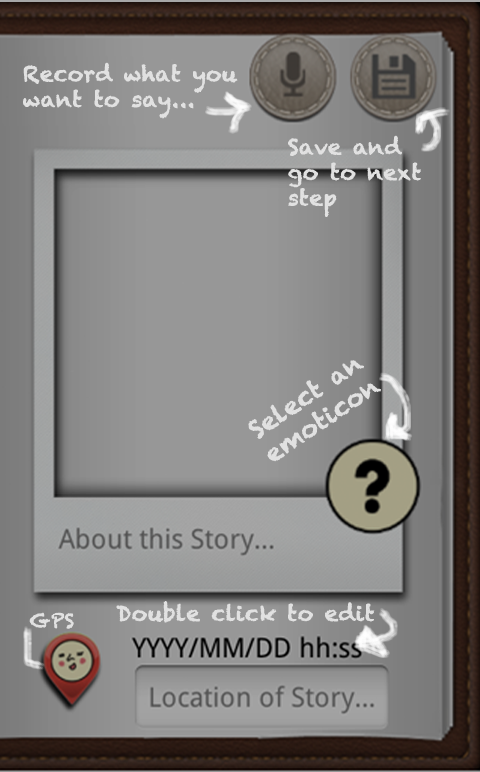 Record what you
want to say...
Save and
go to next
step
Select an
emoticon
?
About this Story...
GPS
Double click to edit
YYYY/MM/DD hh:ss
Location of Story...